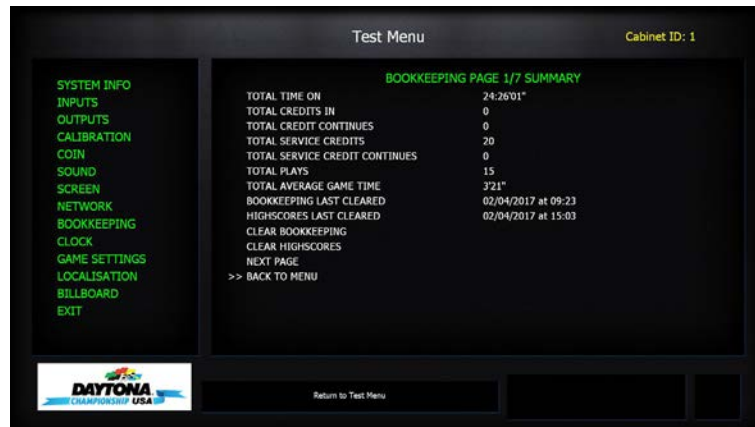 Test Menu
Cabinet ID: 1
SYSTEM INFO
INPUTS
OUTPUTS
CALIBRATION
COIN
SOUND
SCREEN
NETWORK
BOOKKEEPING
CLOCK
GAME SETTINGS
LOCALISATION
BILLBOARD
EXIT
BOOKKEEPING PAGE 1/7 SUMMARY
TOTAL TIME ON 24:26'01"
TOTAL CREDITS IN 0
TOTAL CREDIT CONTINUES 0
TOTAL SERVICE CREDITS 20
TOTAL SERVICE CREDIT CONTINUES 0
TOTAL PLAYS 15
TOTAL AVERAGE GAME TIME 3'21"
BOOKKEEPING LAST CLEARED 02/04/2017 at 09:23
HIGHSCORES LAST CLEARED 02/04/2017 at 15:03
CLEAR BOOKKEEPING
CLEAR HIGHSCORES
NEXT PAGE
>> BACK TO MENU
DAYTONA
CHAMPIONSHIP USA
Return to Test Menu